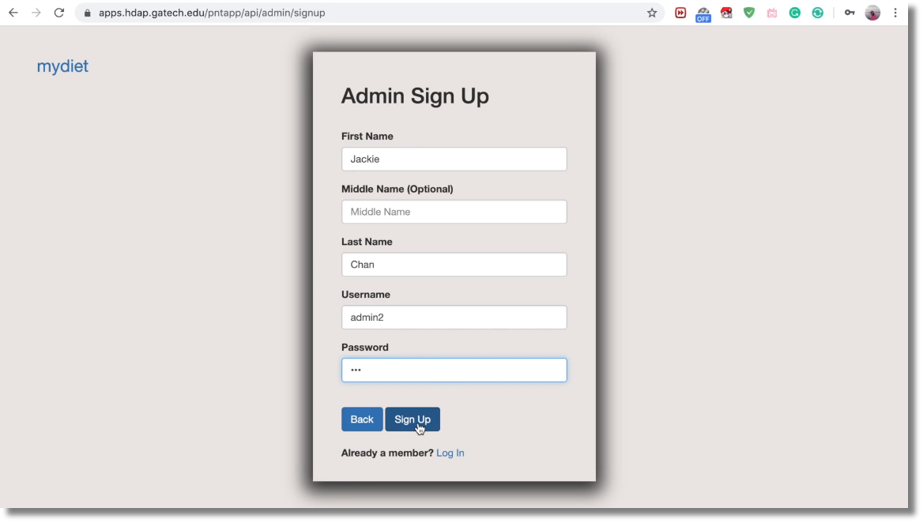 apps.hdap.gatech.edu/pntapp/api/admin/signup
OFF
mydiet
Admin Sign Up
First Name
Jackie
Middle Name (Optional)
Middle Name
Last Name
Chan
Username
admin2
Password
•••
Back Sign Up
Already a member? Log In